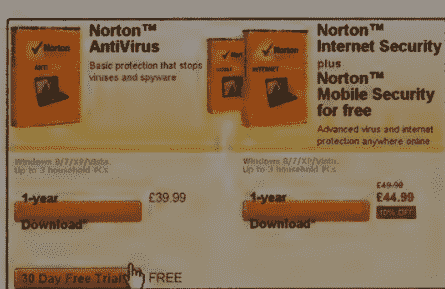 Norton™
AntiVirus
Basic protection that stops
viruses and spyware
Norton
Windows 8/7/XP/Vista.
Up to 3 household PCs
1-year
Download*
£39.99
30 Day Free Trials
FREE
Norton™
Internet Security
plus
Norton™
Mobile Security
for free
Advanced virus and internet
protection anywhere online
Norton
Windows 8/7/XP/Vista.
Up to 3 household PCs
1-year
Download*
£49.99
£44.99
10% OFF